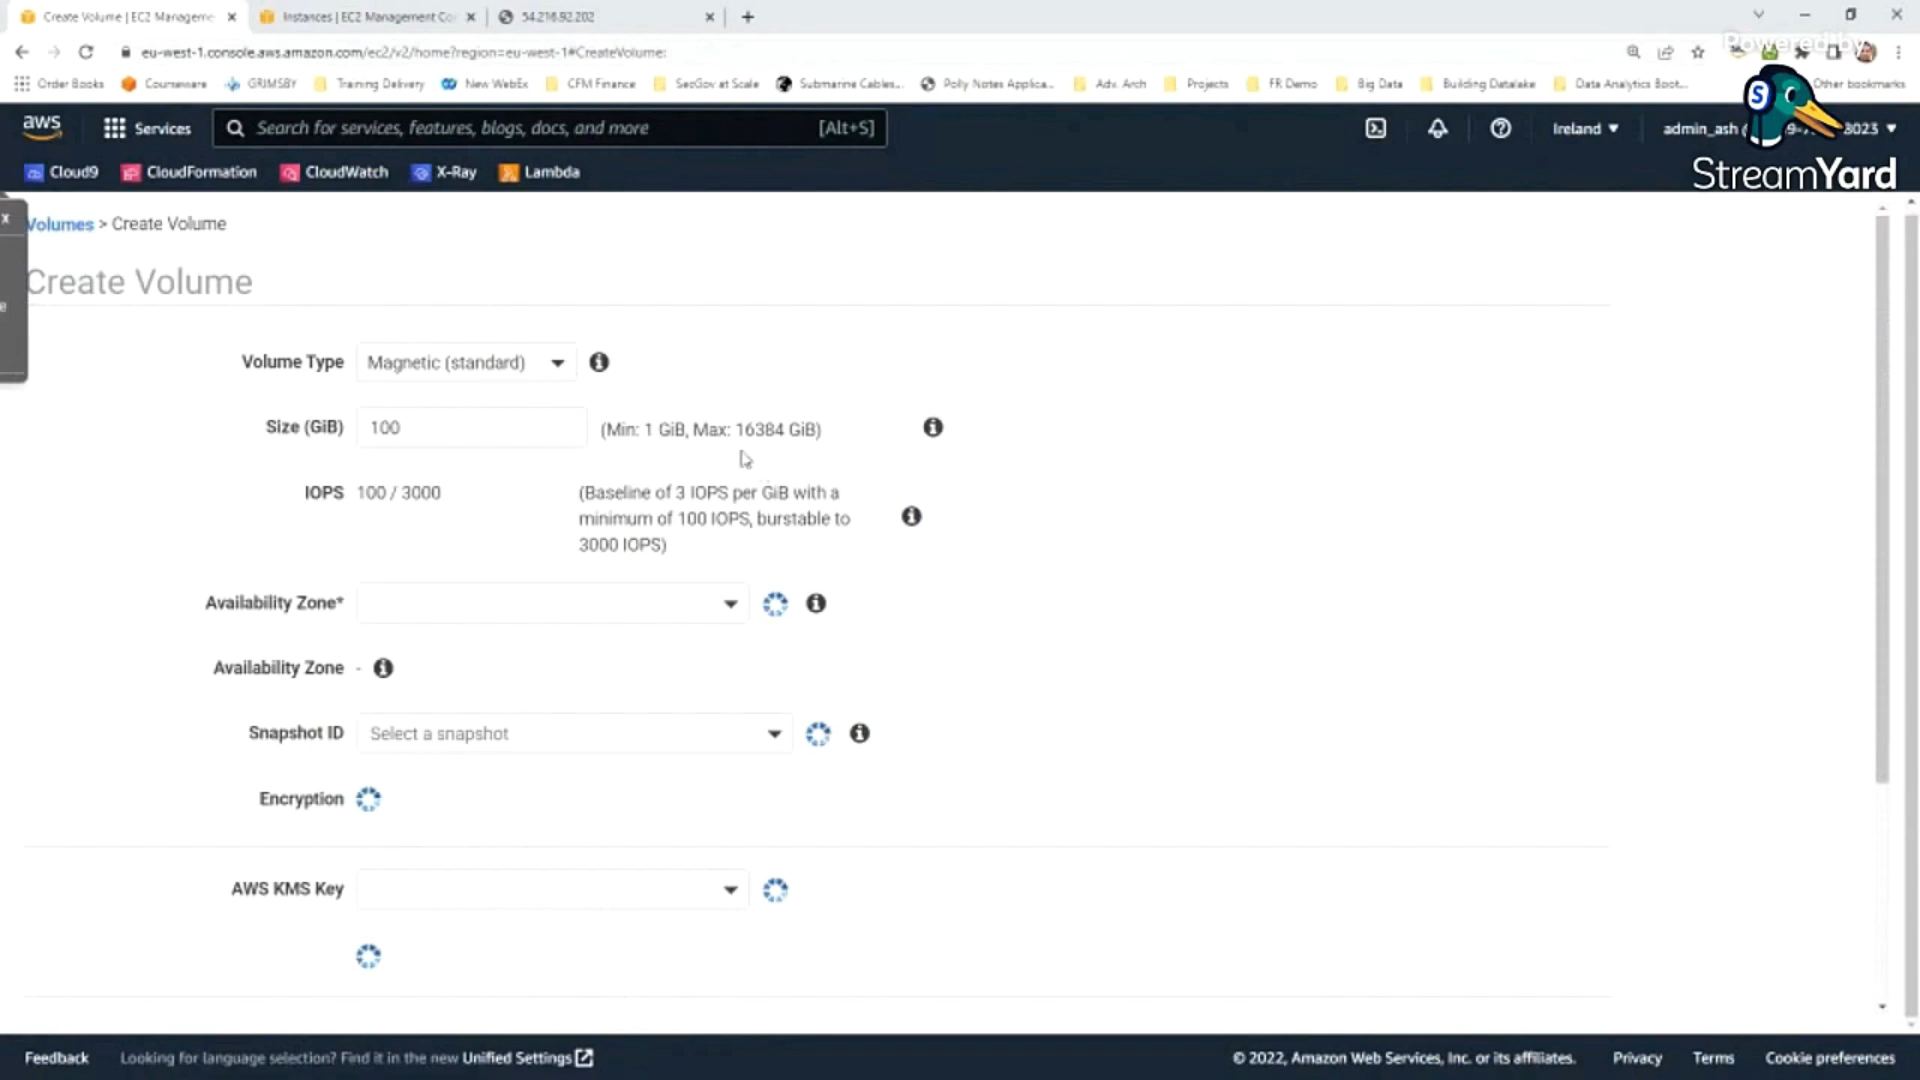 Create Volume | EC2 Manageme
Instances | EC2 Management Co
54.216.92.202
eu-west-1.console.aws.amazon.com/ec2/v2/home?region=eu-west-1#CreateVolume:
Powered by
Order Books
Courseware
GRIMSBY
Training Delivery
New WebEx
CFM Finance
SecGov at Scale
Submarine Cables...
Polly Notes Applica...
Adv. Arch
Projects
FR Demo
Big Data
Building Datalake
Data Analytics Boot...
Other bookmarks
aws
Services
Search for services, features, blogs, docs, and more
[Alt+S]
Ireland
admin_ash
3023
S
StreamYard
Cloud9
CloudFormation
CloudWatch
X-Ray
Lambda
x
Volumes > Create Volume
Create Volume
e
Volume Type
Magnetic (standard)
Size (GiB)
100
(Min: 1 GiB, Max: 16384 GiB)
IOPS
100 / 3000
(Baseline of 3 IOPS per GiB with a
minimum of 100 IOPS, burstable to
3000 IOPS)
Availability Zone*
Availability Zone
-
Snapshot ID
Select a snapshot
Encryption
AWS KMS Key
Feedback
Looking for language selection? Find it in the new Unified Settings
© 2022, Amazon Web Services, Inc. or its affiliates.
Privacy
Terms
Cookie preferences